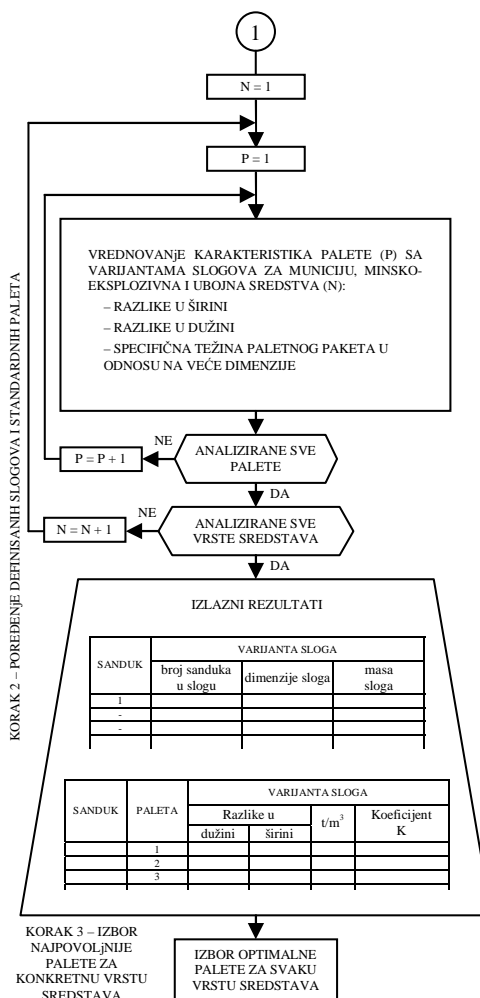 1
N = 1
P = 1
VREDNOVANjE KARAKTERISTIKA PALETE (P) SA
VARIJANTAMA SLOGOVA ZA MUNICIJU, MINSKO-
EKSPLOZIVNA I UBOJNA SREDSTVA (N):
– RAZLIKE U ŠIRINI
– RAZLIKE U DUŽINI
– SPECIFIČNA TEŽINA PALETNOG PAKETA U
ODNOSU NA VEĆE DIMENZIJE
P = P + 1
NE
ANALIZIRANE SVE
PALETE
DA
N = N + 1
NE
ANALIZIRANE SVE
VRSTE SREDSTAVA
DA
KORAK 2 – POREĐENjE DEFINISANIH SLOGOVA I STANDARDNIH PALETA
IZLAZNI REZULTATI
SANDUK
VARIJANTA SLOGA
broj sanduka
u slogu
dimenzije sloga
masa
sloga
1
-
-
SANDUK
PALETA
VARIJANTA SLOGA
Razlike u
dužini
širini
t/m³
Koeficijent
K
1
2
3
KORAK 3 – IZBOR
NAJPOVOLjNIJE
PALETE ZA
KONKRETNU VRSTU
SREDSTAVA
IZBOR OPTIMALNE
PALETE ZA SVAKU
VRSTU SREDSTAVA